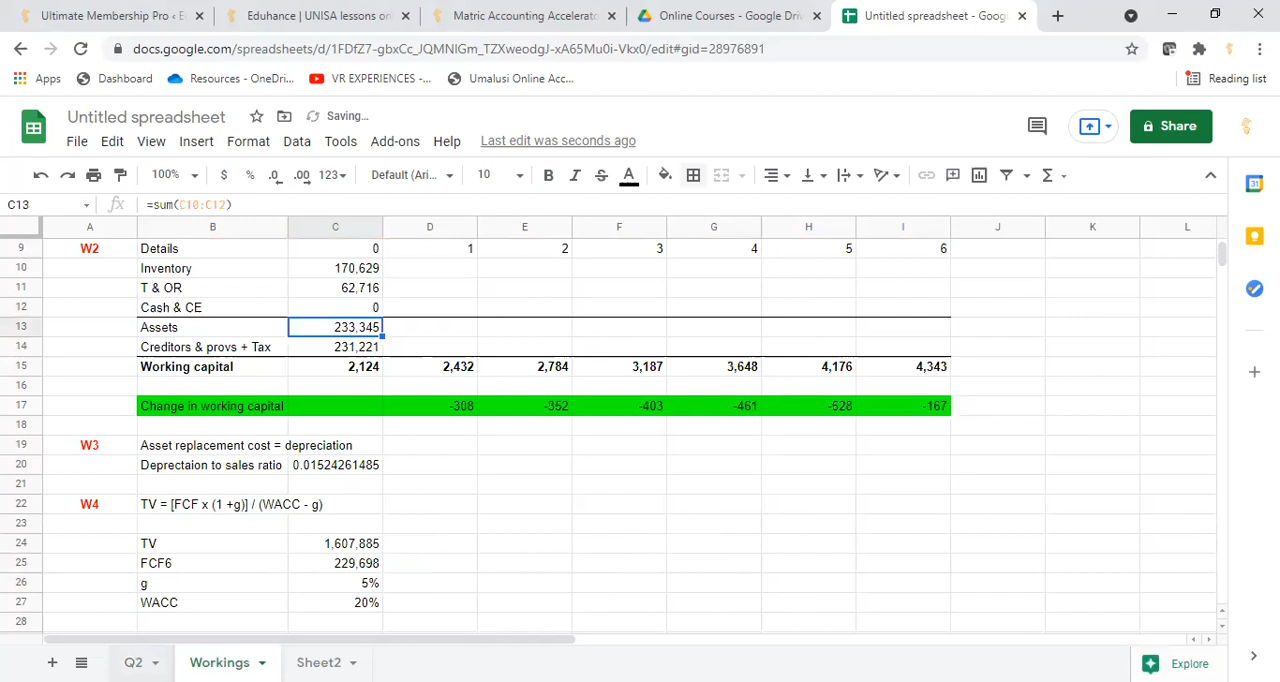 Ultimate Membership Pro ‹ E
Eduhance | UNISA lessons on
Matric Accounting Accelerato
Online Courses - Google Driv
Untitled spreadsheet - Goog
docs.google.com/spreadsheets/d/1FDfZ7-gbxCc_JQMNIGm_TZXweodgJ-xA65Mu0i-Vkx0/edit#gid=28976891
Apps Dashboard Resources - OneDri... VR EXPERIENCES -... Umalusi Online Acc... Reading list
Untitled spreadsheet Saving...
File Edit View Insert Format Data Tools Add-ons Help Last edit was seconds ago
Share
100% $ % .0 .00 123 Default (Ari... 10 B I S A Σ
C13 fx =sum(C10:C12)
A B C D E F G H I J K L
9 W2 Details 0 1 2 3 4 5 6
10 Inventory 170,629
11 T & OR 62,716
12 Cash & CE 0
13 Assets 233,345
14 Creditors & provs + Tax 231,221
15 Working capital 2,124 2,432 2,784 3,187 3,648 4,176 4,343
16
17 Change in working capital -308 -352 -403 -461 -528 -167
18
19 W3 Asset replacement cost = depreciation
20 Deprectaion to sales ratio 0.01524261485
21
22 W4 TV = [FCF x (1 +g)] / (WACC - g)
23
24 TV 1,607,885
25 FCF6 229,698
26 g 5%
27 WACC 20%
28
Q2 Workings Sheet2 Explore